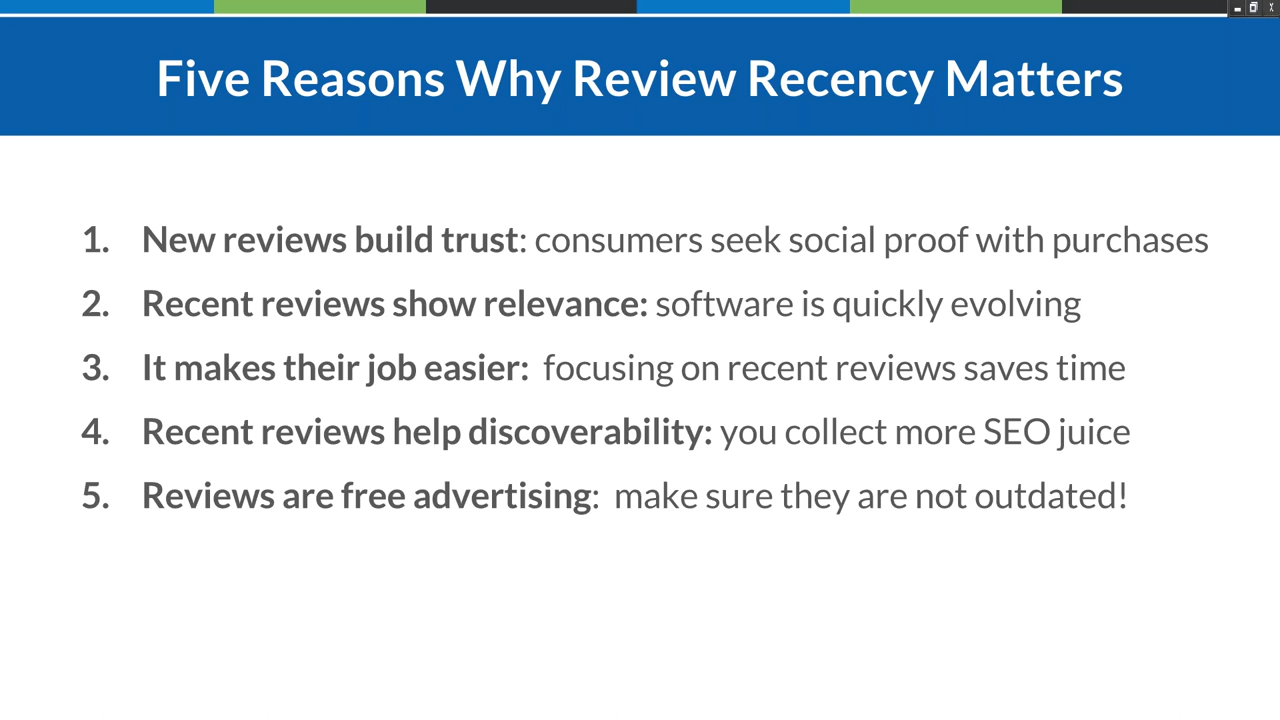 Five Reasons Why Review Recency Matters
1. New reviews build trust: consumers seek social proof with purchases
2. Recent reviews show relevance: software is quickly evolving
3. It makes their job easier: focusing on recent reviews saves time
4. Recent reviews help discoverability: you collect more SEO juice
5. Reviews are free advertising: make sure they are not outdated!